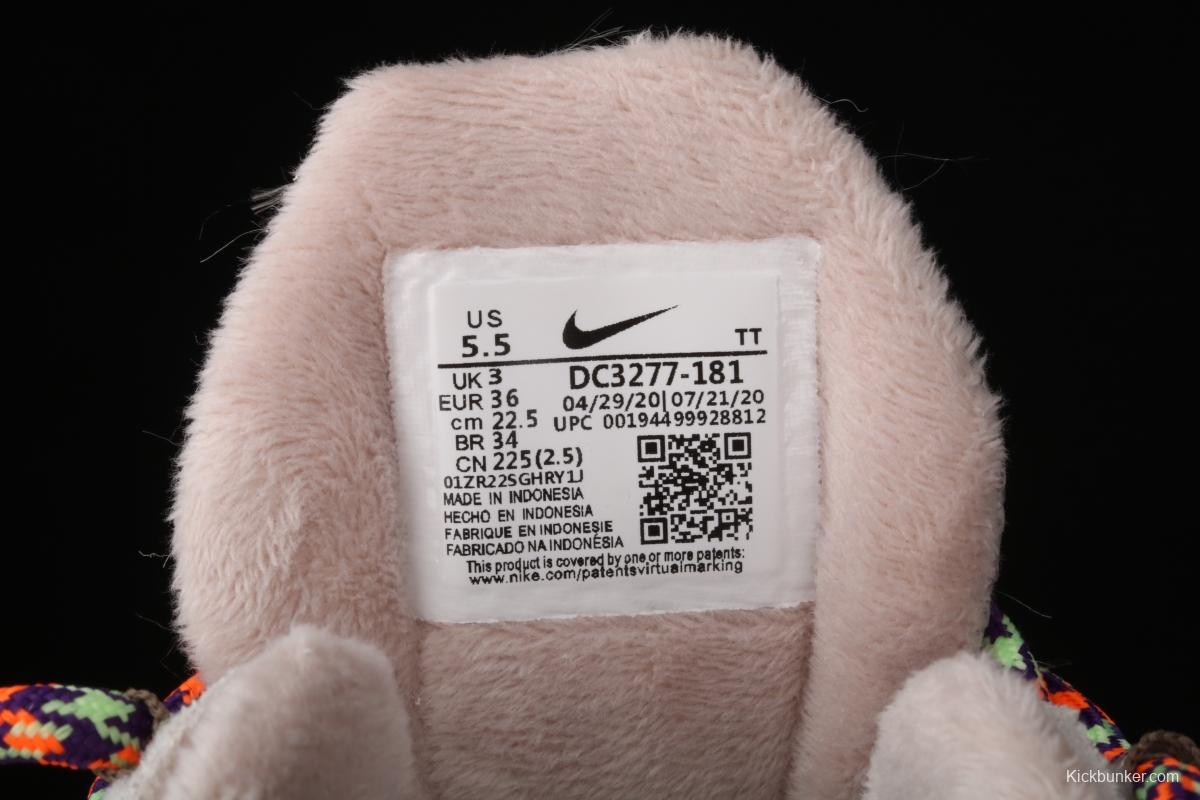 US
5.5
TT
UK 3
EUR 36
cm 22.5
BR 34
CN 225(2.5)
DC3277-181
04/29/20|07/21/20
UPC 00194499928812
01ZR22SGHRY1J
MADE IN INDONESIA
HECHO EN INDONESIA
FABRIQUE EN INDONESIE
FABRICADO NA INDONÉSIA
This product is covered by one or more patents:
www.nike.com/patentsvirtualmarking
Kickbunker.com